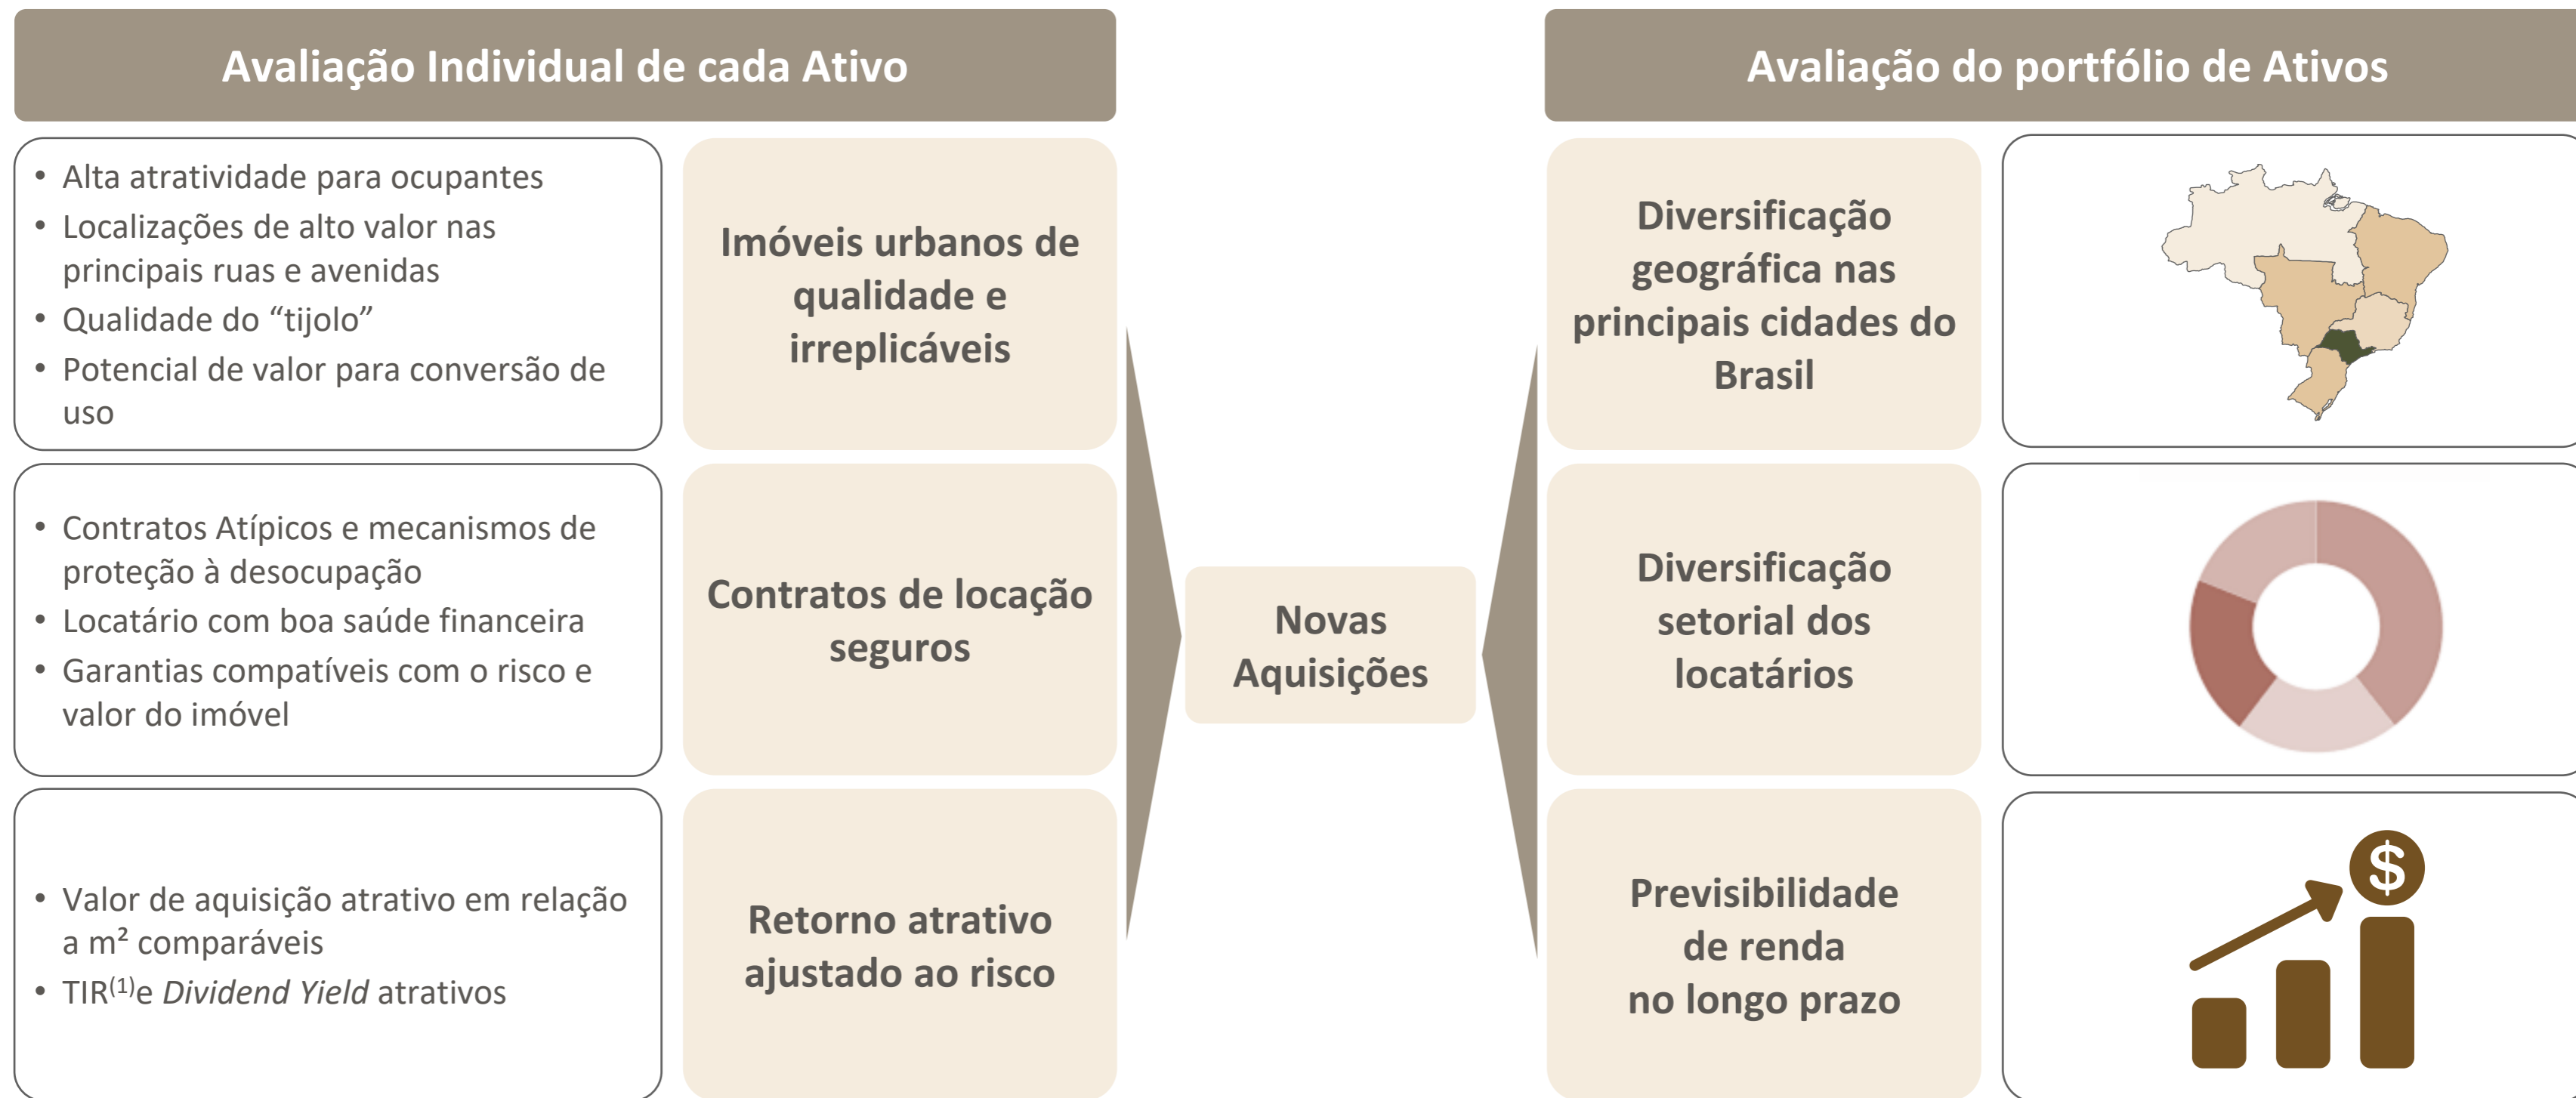 Avaliação Individual de cada Ativo
• Alta atratividade para ocupantes
• Localizações de alto valor nas
principais ruas e avenidas
• Qualidade do “tijolo”
• Potencial de valor para conversão de
uso
Imóveis urbanos de
qualidade e
irreplicáveis
• Contratos Atípicos e mecanismos de
proteção à desocupação
• Locatário com boa saúde financeira
• Garantias compatíveis com o risco e
valor do imóvel
Contratos de locação
seguros
• Valor de aquisição atrativo em relação
a m² comparáveis
• TIR(1)e Dividend Yield atrativos
Retorno atrativo
ajustado ao risco
Novas
Aquisições
Avaliação do portfólio de Ativos
Diversificação
geográfica nas
principais cidades do
Brasil
Diversificação
setorial dos
locatários
Previsibilidade
de renda
no longo prazo
$